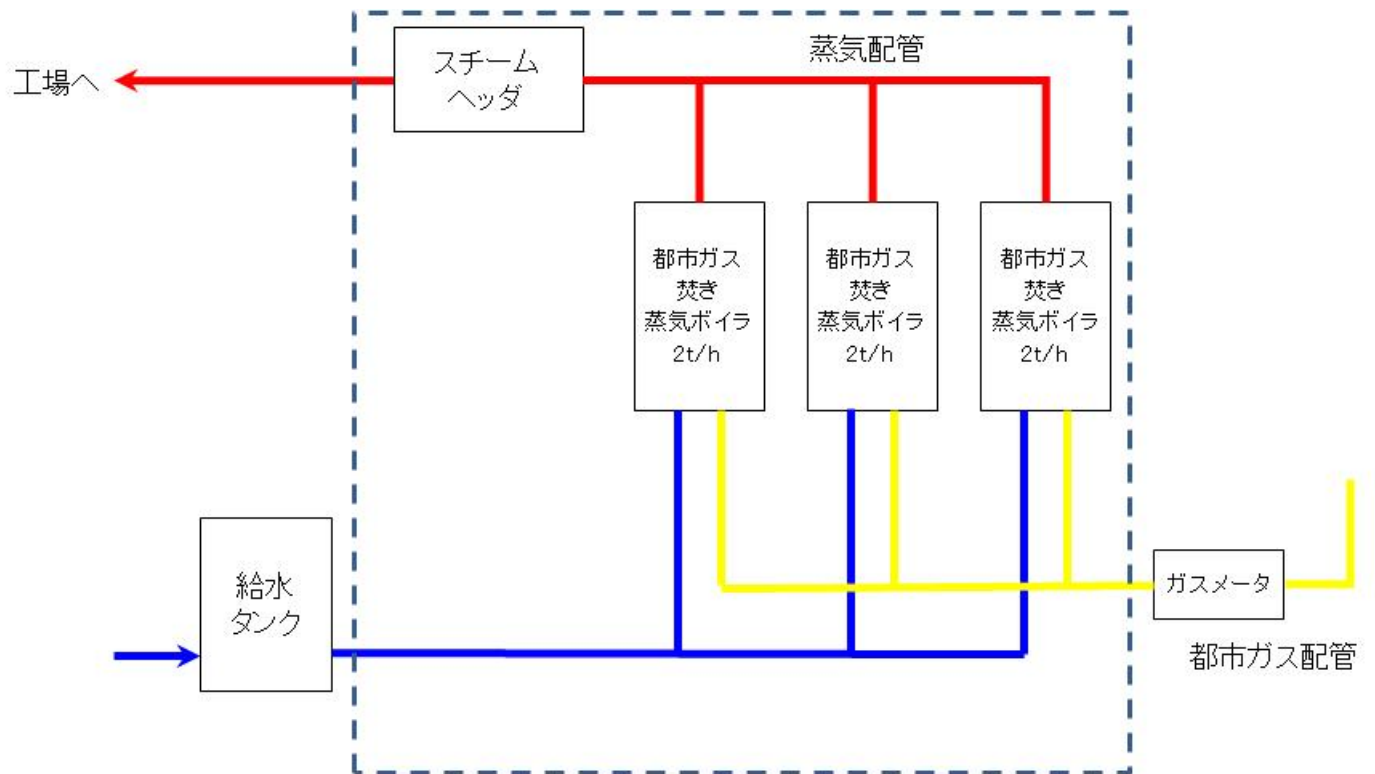 蒸気配管
スチーム
ヘッダ
工場へ
都市ガス
焚き
蒸気ボイラ
2t/h
都市ガス
焚き
蒸気ボイラ
2t/h
都市ガス
焚き
蒸気ボイラ
2t/h
給水
タンク
ガスメータ
都市ガス配管